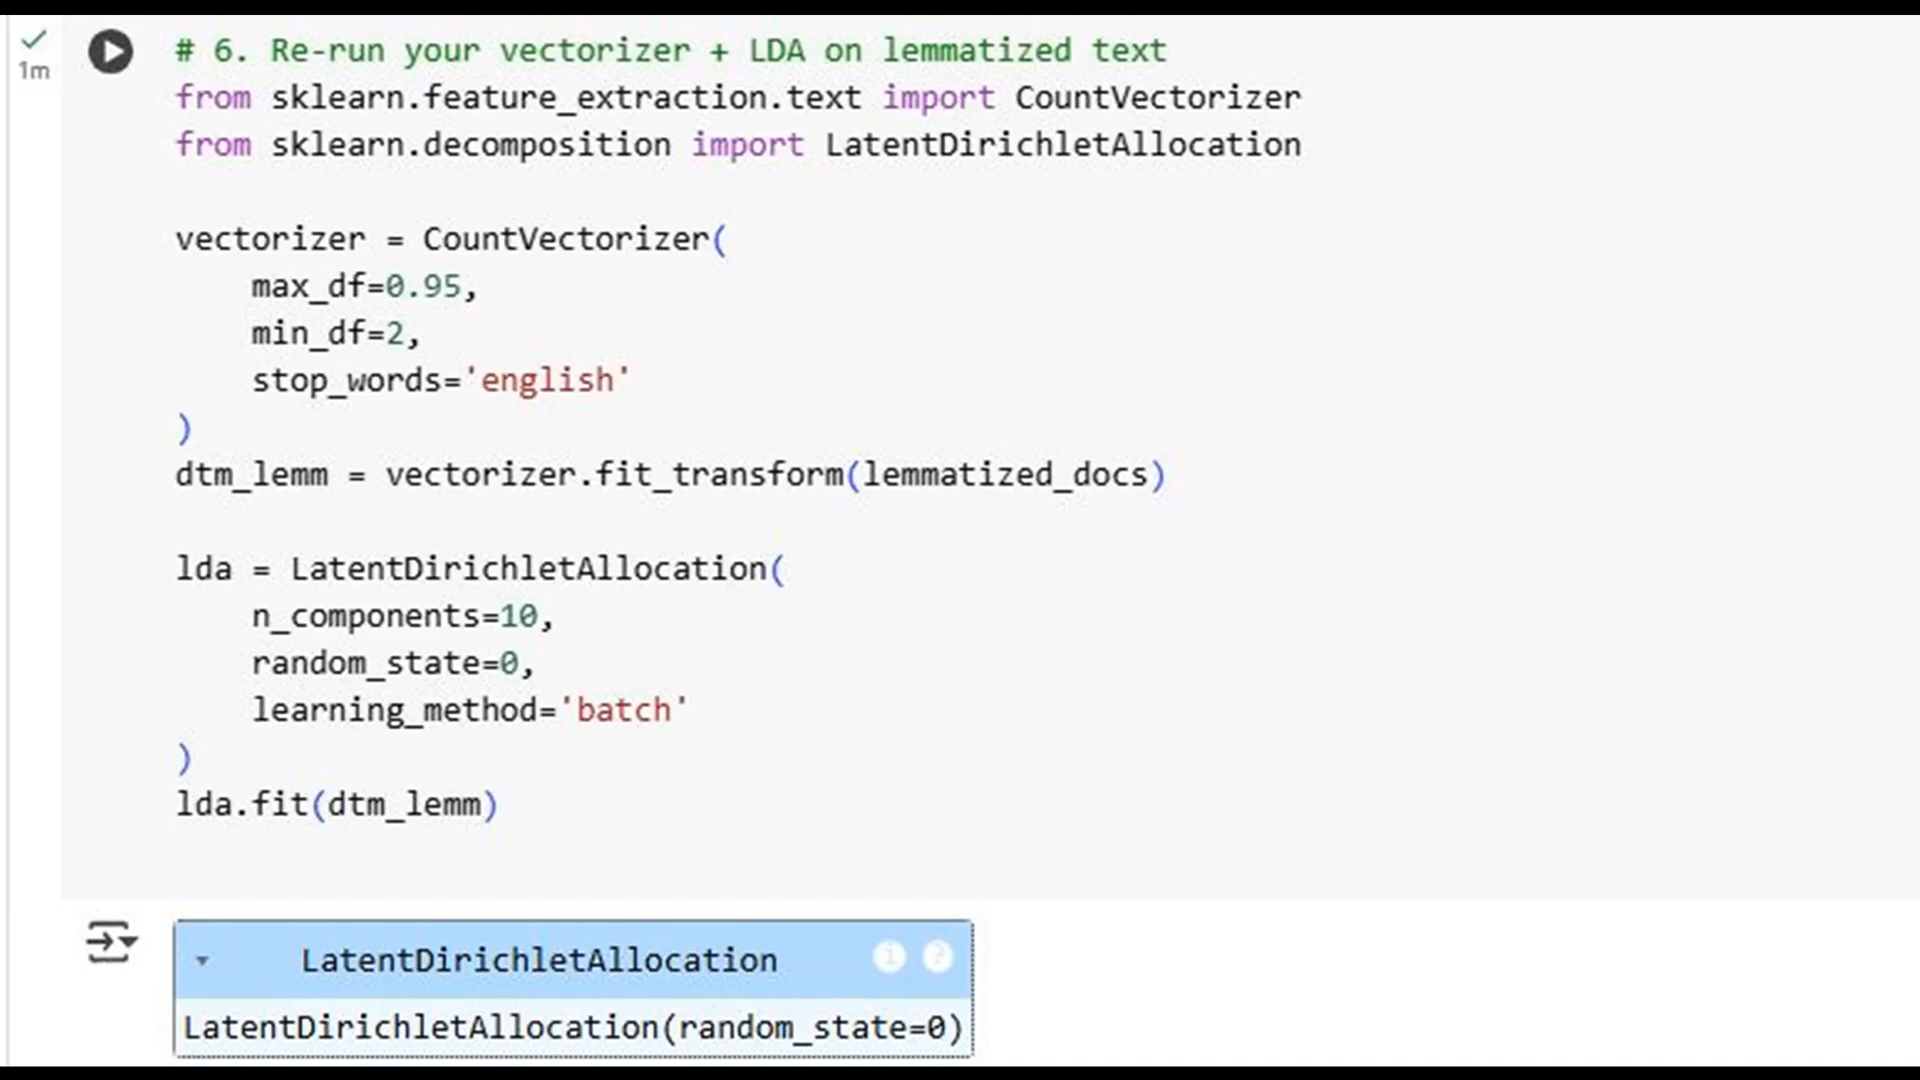 1m
# 6. Re-run your vectorizer + LDA on lemmatized text
from sklearn.feature_extraction.text import CountVectorizer
from sklearn.decomposition import LatentDirichletAllocation
vectorizer = CountVectorizer(
    max_df=0.95,
    min_df=2,
    stop_words='english'
)
dtm_lemm = vectorizer.fit_transform(lemmatized_docs)
lda = LatentDirichletAllocation(
    n_components=10,
    random_state=0,
    learning_method='batch'
)
lda.fit(dtm_lemm)
LatentDirichletAllocation i ?
LatentDirichletAllocation(random_state=0)